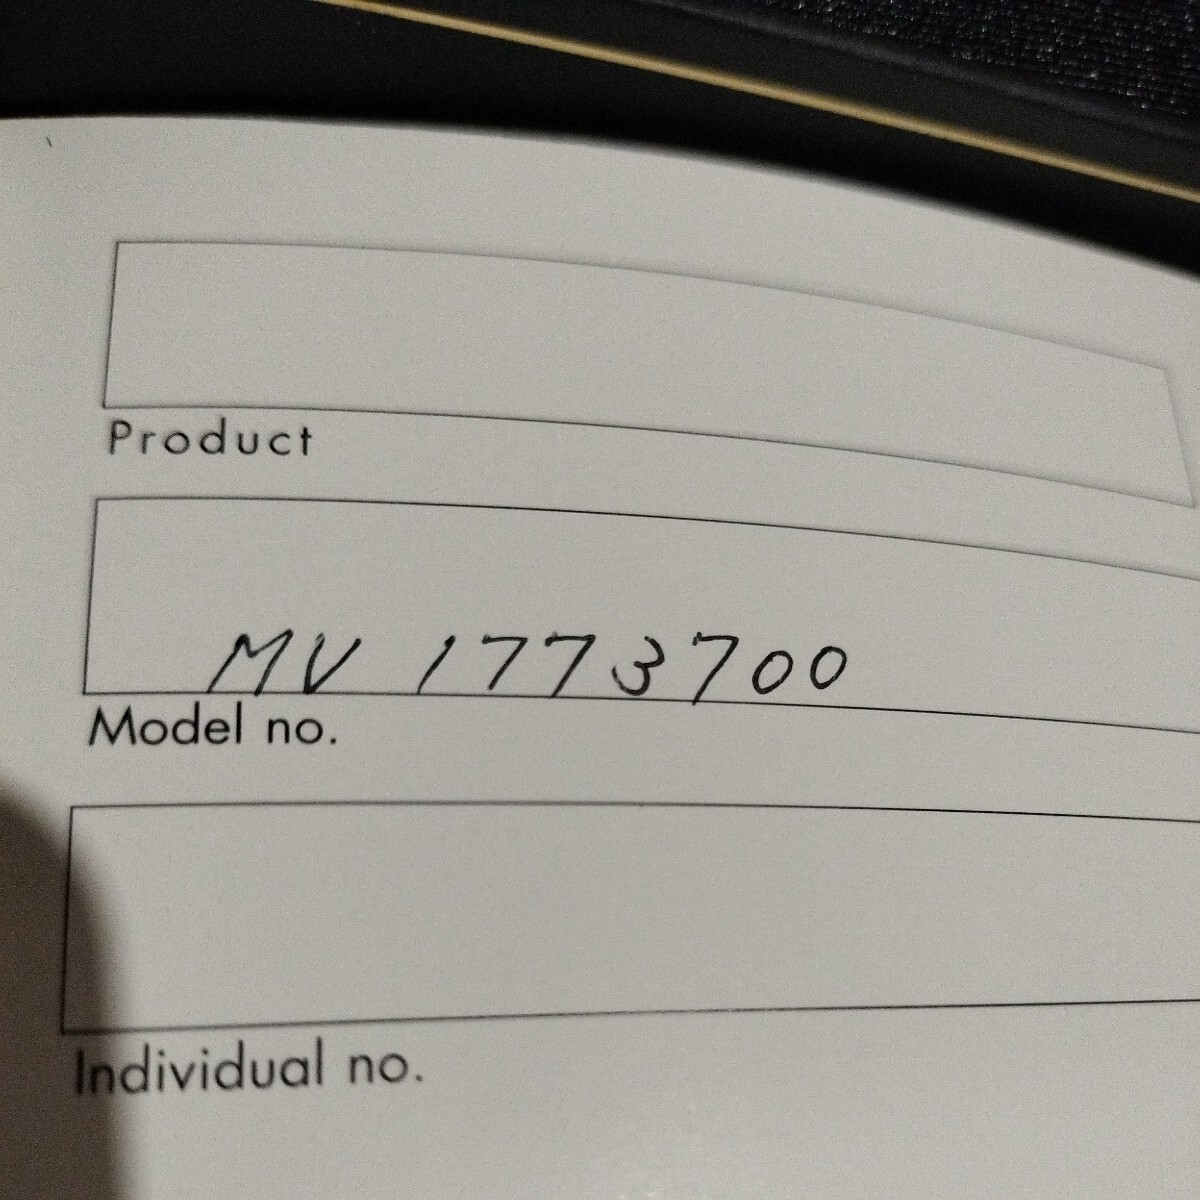 Product
MV 1773700
Model no.
Individual no.